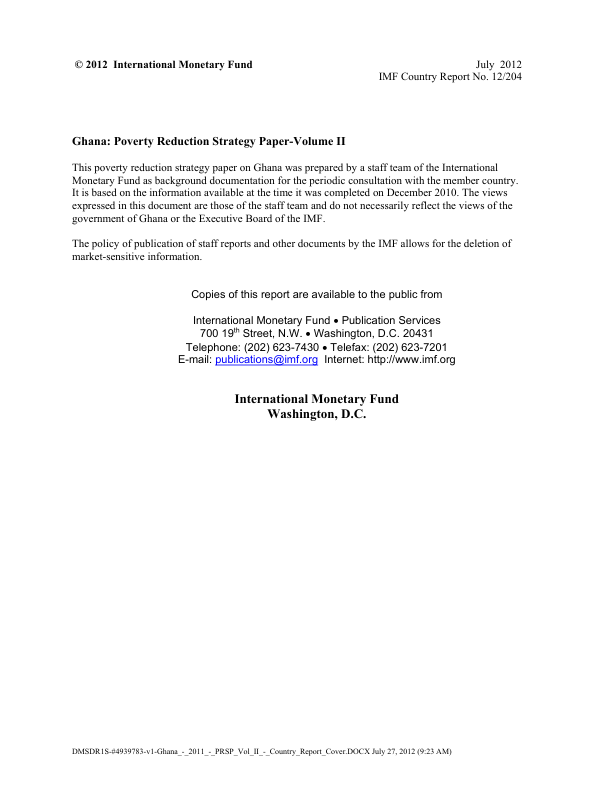 © 2012 International Monetary Fund July 2012
IMF Country Report No. 12/204
Ghana: Poverty Reduction Strategy Paper-Volume II
This poverty reduction strategy paper on Ghana was prepared by a staff team of the International
Monetary Fund as background documentation for the periodic consultation with the member country.
It is based on the information available at the time it was completed on December 2010. The views
expressed in this document are those of the staff team and do not necessarily reflect the views of the
government of Ghana or the Executive Board of the IMF.
The policy of publication of staff reports and other documents by the IMF allows for the deletion of
market-sensitive information.
Copies of this report are available to the public from
International Monetary Fund • Publication Services
700 19th Street, N.W. • Washington, D.C. 20431
Telephone: (202) 623-7430 • Telefax: (202) 623-7201
E-mail: publications@imf.org Internet: http://www.imf.org
International Monetary Fund
Washington, D.C.
DMSDR1S-#4939783-v1-Ghana_-_2011_-_PRSP_Vol_II_-_Country_Report_Cover.DOCX July 27, 2012 (9:23 AM)